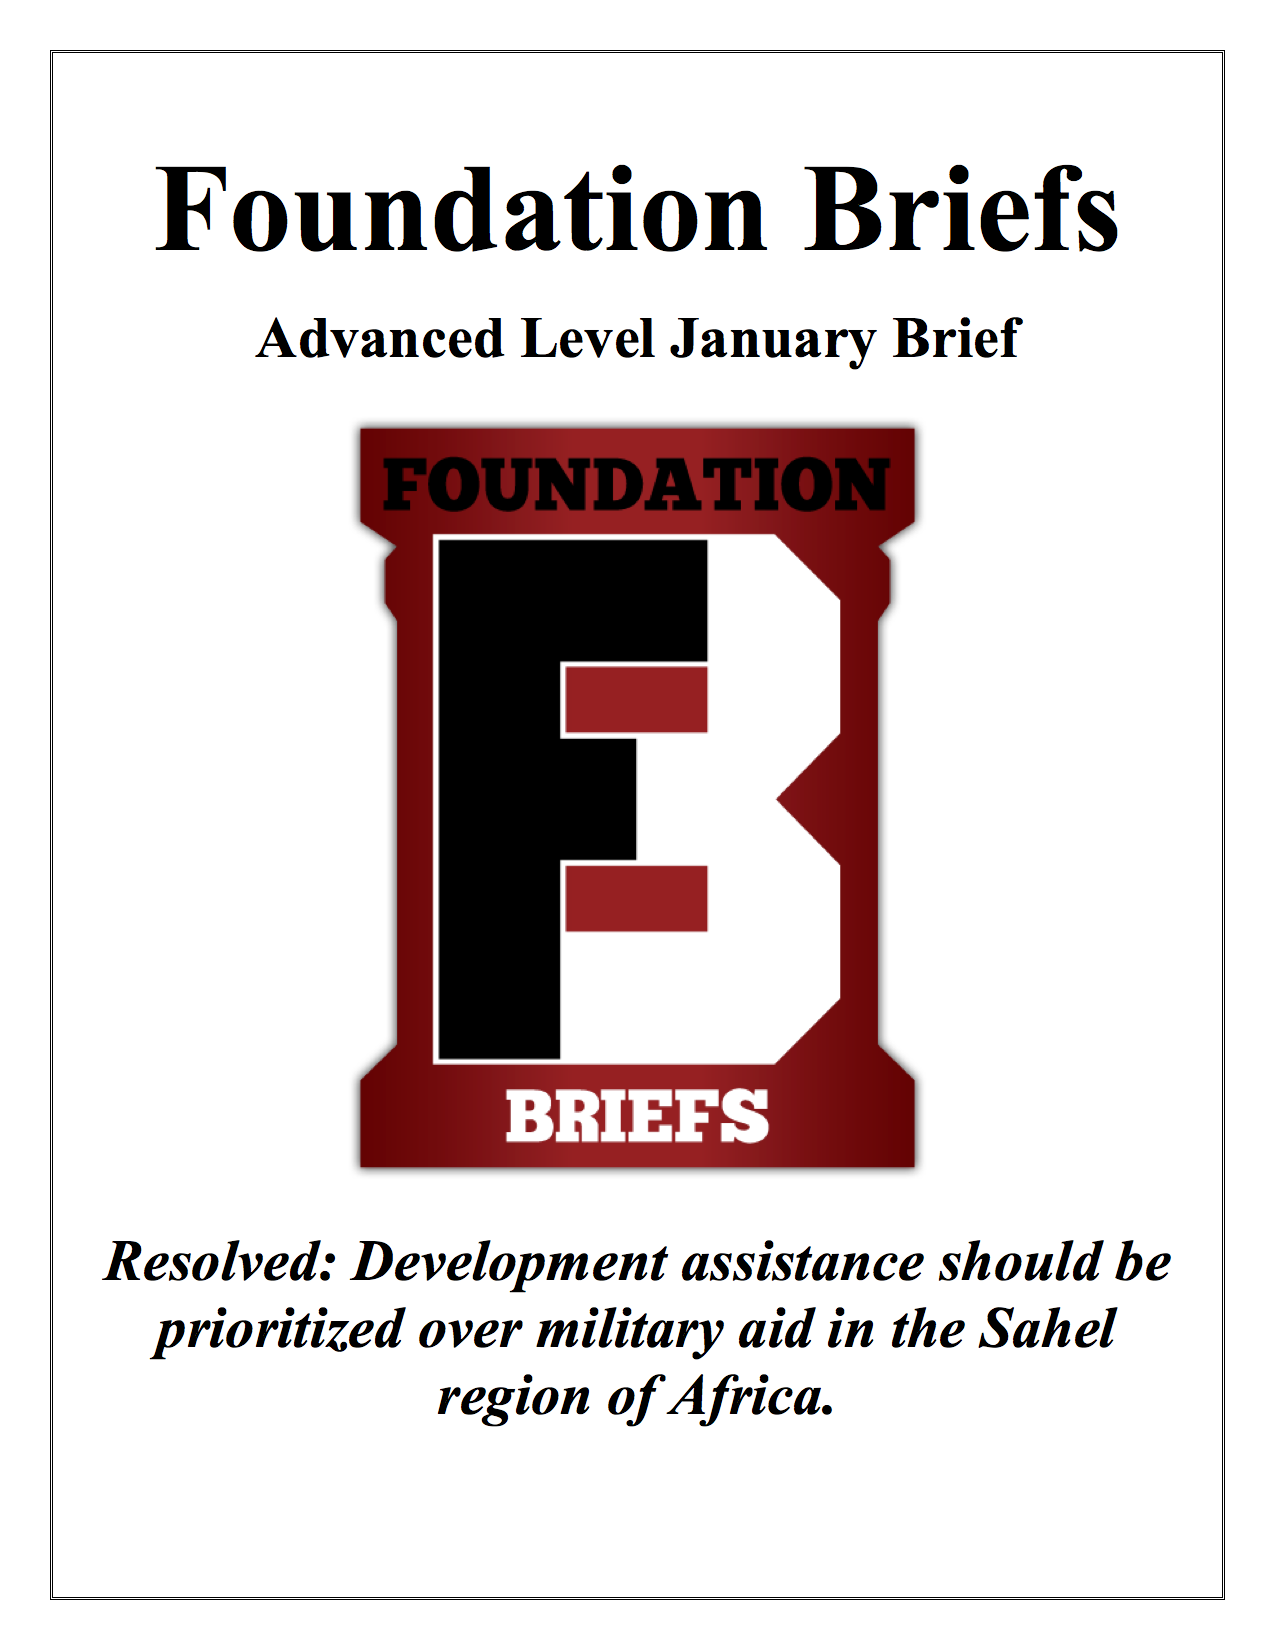 Foundation Briefs
Advanced Level January Brief
FOUNDATION
FB
BRIEFS
Resolved: Development assistance should be
prioritized over military aid in the Sahel
region of Africa.